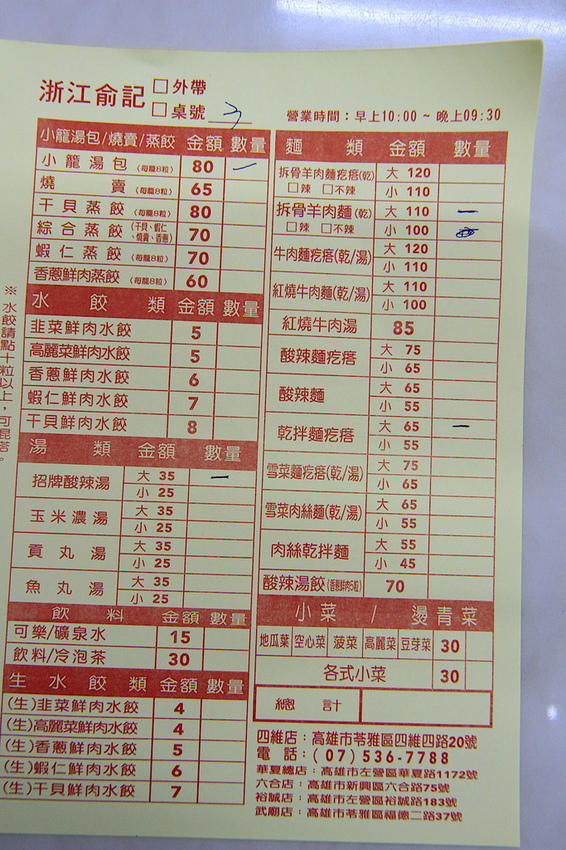 浙江俞記 □外帶
□桌號 3
營業時間：早上10:00 ~ 晚上09:30
小籠湯包/燒賣/蒸餃 金額 數量
小籠湯包(每籠8粒) 80 一
燒賣(每籠8粒) 65
干貝蒸餃(每籠8粒) 80
綜合蒸餃(干貝、蝦仁、燒賣、香蔥) 70
蝦仁蒸餃(每籠8粒) 70
香蔥鮮肉蒸餃(每籠8粒) 60
水餃類 金額 數量
韭菜鮮肉水餃 5
高麗菜鮮肉水餃 5
香蔥鮮肉水餃 6
蝦仁鮮肉水餃 7
干貝鮮肉水餃 8
※水餃請點十粒以上，可混搭。
湯類 金額 數量
招牌酸辣湯 大 35 一
小 25
玉米濃湯 大 35
小 25
貢丸湯 大 35
小 25
魚丸湯 大 35
小 25
飲料 金額 數量
可樂/礦泉水 15
飲料/冷泡茶 30
生水餃類 金額 數量
(生)韭菜鮮肉水餃 4
(生)高麗菜鮮肉水餃 4
(生)香蔥鮮肉水餃 5
(生)蝦仁鮮肉水餃 6
(生)干貝鮮肉水餃 7
麵類 金額 數量
拆骨羊肉麵疙瘩(乾) 大 120
□辣 □不辣 小 110
拆骨羊肉麵(乾) 大 110 一
□辣 □不辣 小 100
牛肉麵疙瘩(乾/湯) 大 120
小 110
紅燒牛肉麵(乾/湯) 大 110
小 100
紅燒牛肉湯 85
酸辣麵疙瘩 大 75
小 65
酸辣麵 大 65
小 55
乾拌麵疙瘩 大 65 一
小 55
雪菜麵疙瘩(乾/湯) 大 75
小 65
雪菜肉絲麵(乾/湯) 大 65
小 55
肉絲乾拌麵 大 55
小 45
酸辣湯餃(香蔥鮮肉5粒) 70
小菜 / 燙青菜
地瓜葉 空心菜 菠菜 高麗菜 豆芽菜 30
各式小菜 30
總計
四維店：高雄市苓雅區四維四路20號
電話：(07)536-7788
華夏總店：高雄市左營區華夏路1172號
六合店：高雄市新興區六合路75號
裕誠店：高雄市左營區裕誠路183號
武廟店：高雄市苓雅區福德二路37號